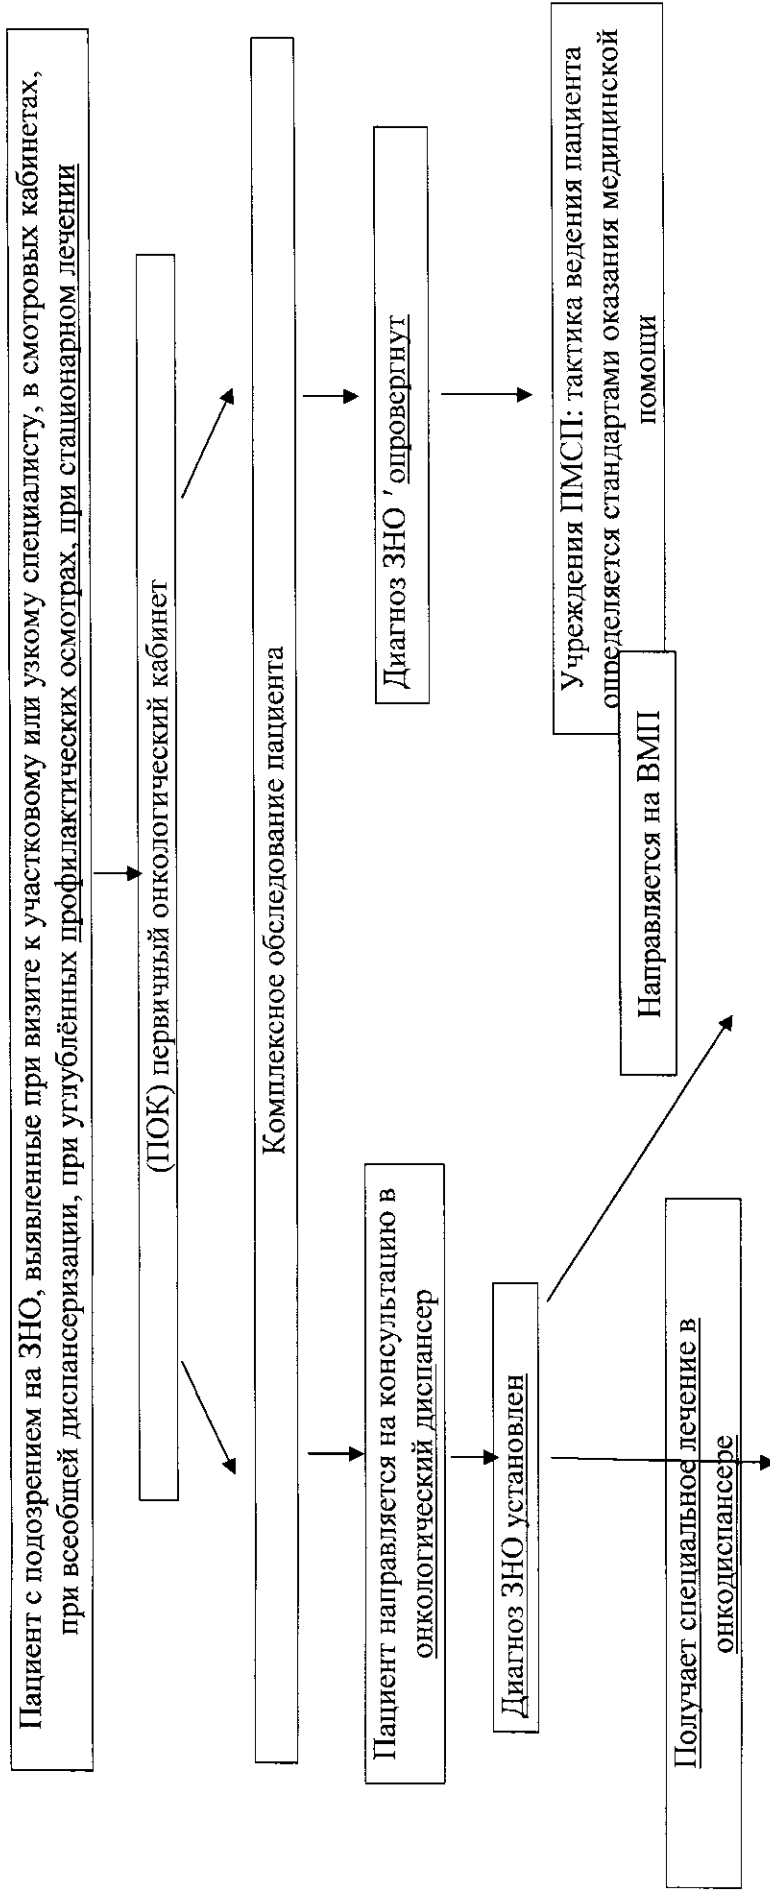 Пациент с подозрением на ЗНО, выявленные при визите к участковому или узкому специалисту, в смотровых кабинетах,
при всеобщей диспансеризации, при углублённых профилактических осмотрах, при стационарном лечении
(ПОК) первичный онкологический кабинет
Комплексное обследование пациента
Пациент направляется на консультацию в
онкологический диспансер
Диагноз ЗНО ' опровергнут
Диагноз ЗНО установлен
Учреждения ПМСП: тактика ведения пациента
определяется стандартами оказания медицинской
помощи
Направляется на ВМП
Получает специальное лечение в
онкодиспансере